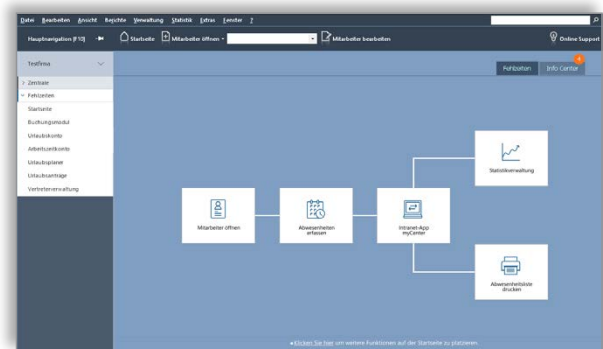 Datei Bearbeiten Ansicht Berichte Verwaltung Statistik Extras Fenster ?
Hauptnavigation [F10] Startseite Mitarbeiter öffnen Mitarbeiter bearbeiten Online Support
Testfirma
Zentrale
Fehlzeiten
Startseite
Buchungsmodul
Urlaubskonto
Arbeitszeitkonto
Urlaubsplaner
Urlaubsanträge
Vertreterverwaltung
Fehlzeiten Info Center
Statistikverwaltung
Mitarbeiter öffnen
Abwesenheiten
erfassen
Intranet-App
myCenter
Abwesenheitsliste
drucken
Klicken Sie hier um weitere Funktionen auf der Startseite zu platzieren.